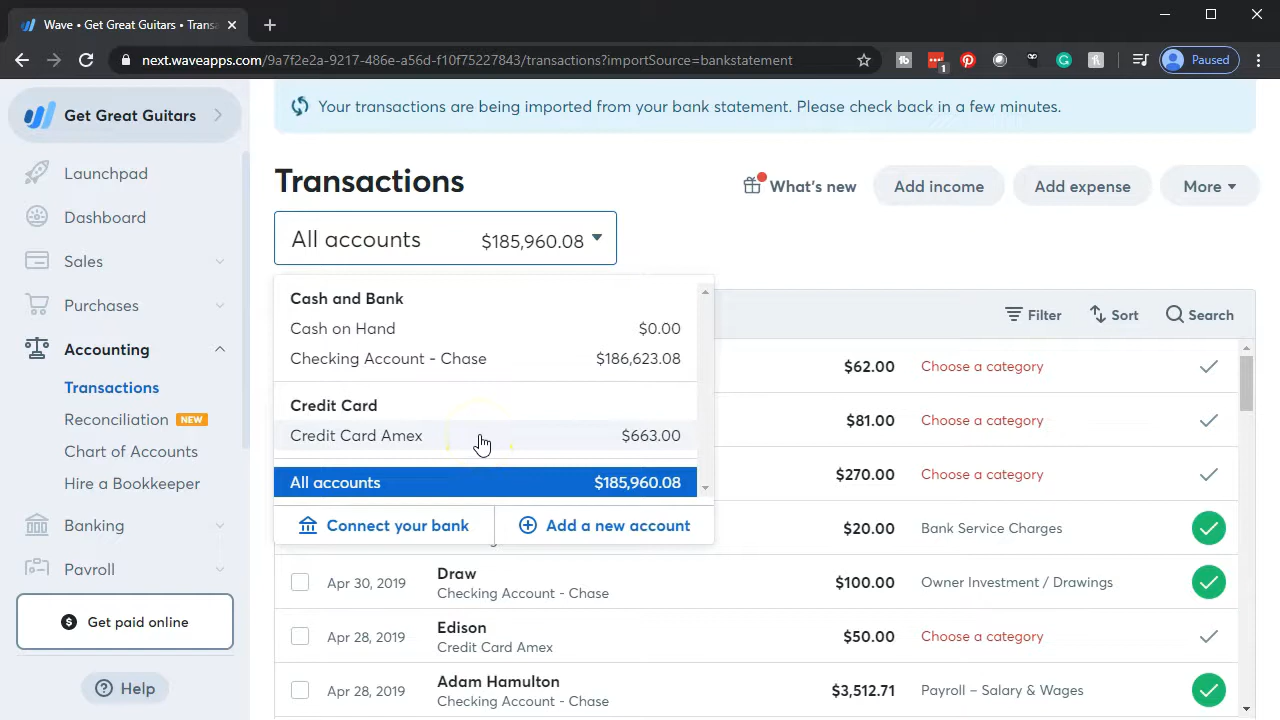 Wave • Get Great Guitars • Trans
next.waveapps.com/9a7f2e2a-9217-486e-a56d-f10f75227843/transactions?importSource=bankstatement
1
Paused
Get Great Guitars
Launchpad
Dashboard
Sales
Purchases
Accounting
Transactions
Reconciliation NEW
Chart of Accounts
Hire a Bookkeeper
Banking
Payroll
$ Get paid online
? Help
Your transactions are being imported from your bank statement. Please check back in a few minutes.
Transactions
What's new
Add income
Add expense
More
All accounts $185,960.08
Cash and Bank
Cash on Hand $0.00
Checking Account - Chase $186,623.08
Credit Card
Credit Card Amex $663.00
All accounts $185,960.08
Connect your bank
Add a new account
Filter
Sort
Search
$62.00 Choose a category
$81.00 Choose a category
$270.00 Choose a category
$20.00 Bank Service Charges
Apr 30, 2019 Draw $100.00 Owner Investment / Drawings
Checking Account - Chase
Apr 28, 2019 Edison $50.00 Choose a category
Credit Card Amex
Apr 28, 2019 Adam Hamulton $3,512.71 Payroll – Salary & Wages
Checking Account - Chase